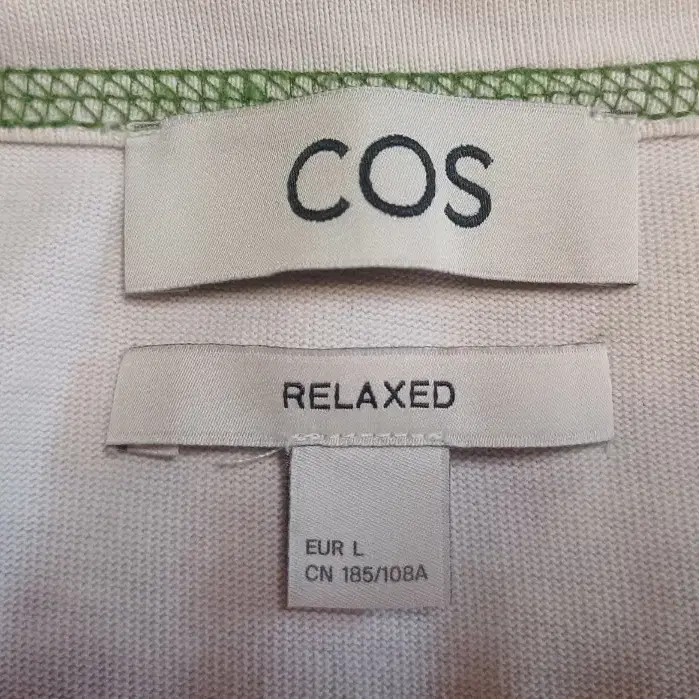 COS
RELAXED
EUR L
CN 185/108A